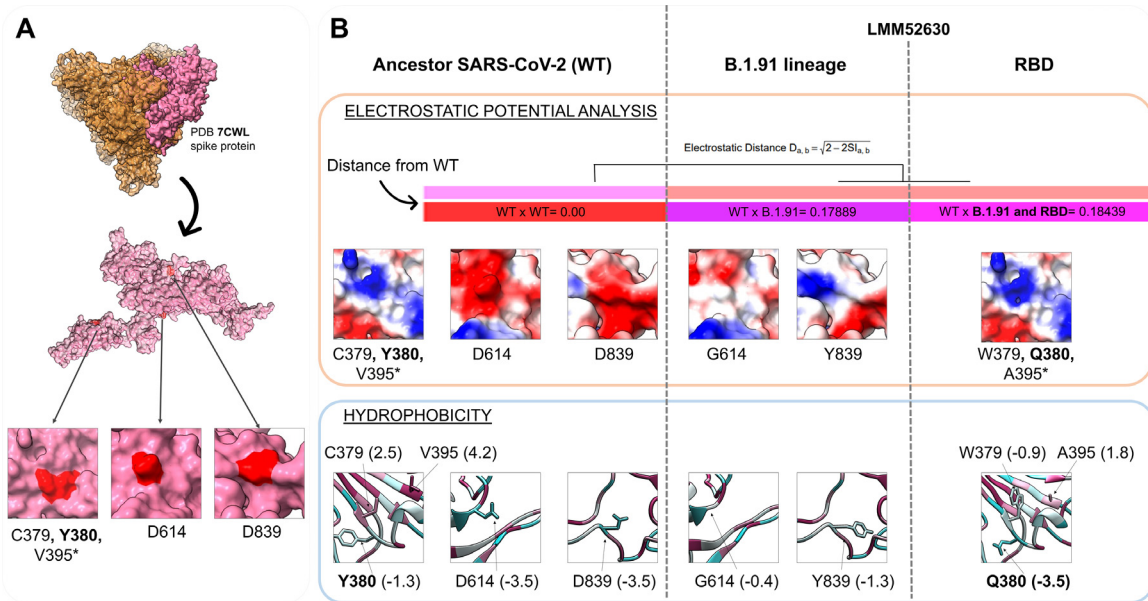 A
PDB 7CWL
spike protein
C379, Y380,
V395*
D614
D839
B
LMM52630
Ancestor SARS-CoV-2 (WT)
B.1.91 lineage
RBD
ELECTROSTATIC POTENTIAL ANALYSIS
Electrostatic Distance Da, b = √2 − 2SIa, b
Distance from WT
WT x WT= 0.00
WT x B.1.91= 0.17889
WT x B.1.91 and RBD= 0.18439
C379, Y380,
V395*
D614
D839
G614
Y839
W379, Q380,
A395*
HYDROPHOBICITY
C379 (2.5)
V395 (4.2)
W379 (-0.9)
A395 (1.8)
Y380 (-1.3)
D614 (-3.5)
D839 (-3.5)
G614 (-0.4)
Y839 (-1.3)
Q380 (-3.5)